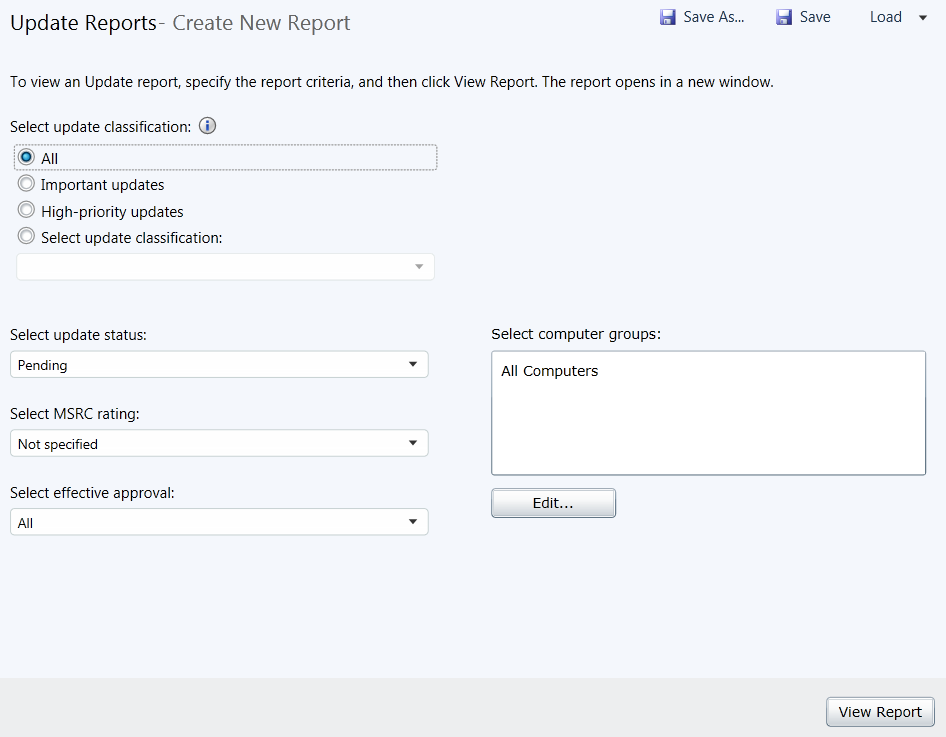 Update Reports- Create New Report
Save As...
Save
Load
To view an Update report, specify the report criteria, and then click View Report. The report opens in a new window.
Select update classification:
All
Important updates
High-priority updates
Select update classification:
Select update status:
Pending
Select MSRC rating:
Not specified
Select effective approval:
All
Select computer groups:
All Computers
Edit...
View Report